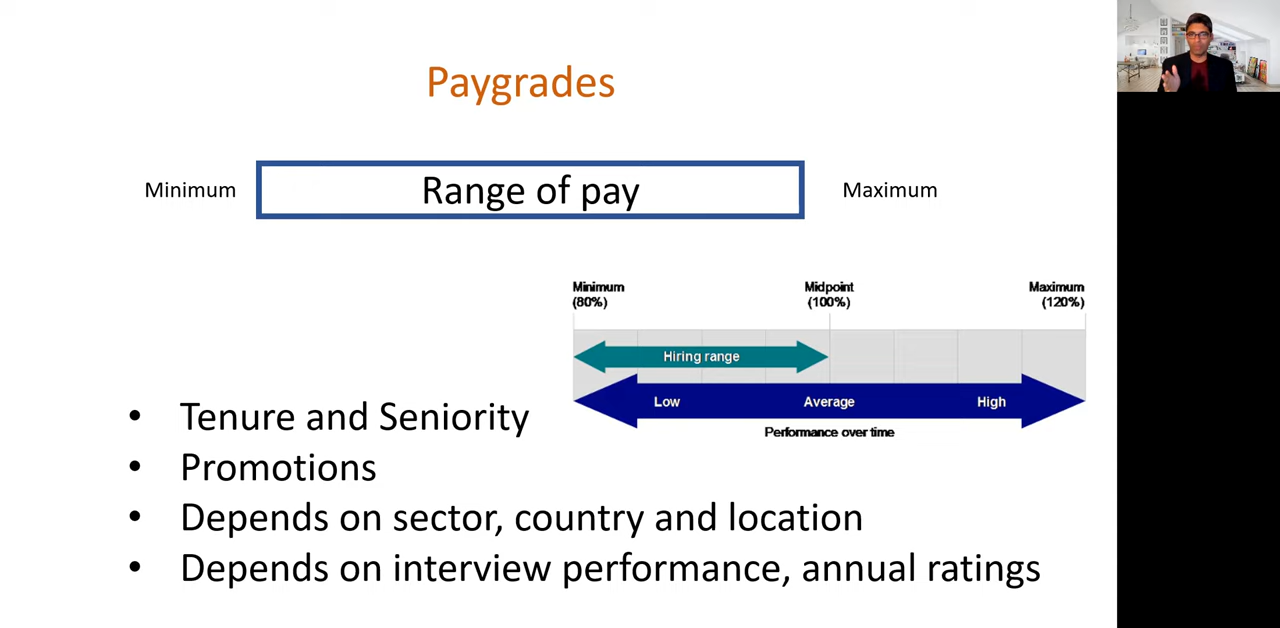 Paygrades
Minimum
Range of pay
Maximum
Minimum
(80%)
Midpoint
(100%)
Maximum
(120%)
Hiring range
Low
Average
High
Performance over time
• Tenure and Seniority
• Promotions
• Depends on sector, country and location
• Depends on interview performance, annual ratings